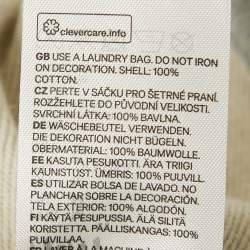 clevercare.info
GB USE A LAUNDRY BAG. DO NOT IRON
ON DECORATION. SHELL: 100%
COTTON.
CZ PERTE V SÁČKU PRO ŠETRNÉ PRANÍ.
ROZŽEHLETE DO PŮVODNÍ VELIKOSTI.
SVRCHNÍ LÁTKA: 100% BAVLNA.
DE WÄSCHEBEUTEL VERWENDEN.
DIE DEKORATION NICHT BÜGELN.
OBERMATERIAL: 100% BAUMWOLLE.
EE KASUTA PESUKOTTI. ÄRA TRIIGI
KAUNISTUST. ÜMBRIS: 100% PUUVILL.
ES UTILIZAR BOLSA DE LAVADO. NO
PLANCHAR SOBRE LA DECORACIÓN.
TELA EXTERIOR: 100% ALGODÓN.
FI KÄYTÄ PESUPUSSIA. ÄLÄ SILITÄ
KORISTETTA. PÄÄLLIKANGAS: 100%
PUUVILLAA.